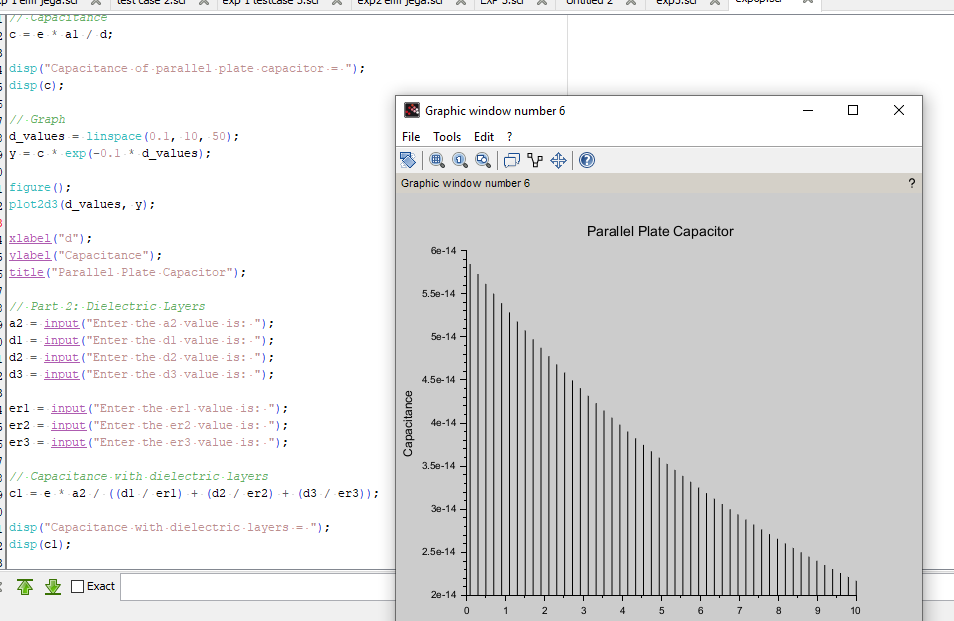 test case 2.sci
exp 1 testcase 3.sci
exp2 elni jega.sci
EXP 3.sci
Untitled 2
exp5.sci
// Capacitance
c = e * a1 / d;
disp("Capacitance of parallel plate capacitor = ");
disp(c);
// Graph
d_values = linspace(0.1, 10, 50);
y = c * exp(-0.1 * d_values);
figure();
plot2d3(d_values, y);
xlabel("d");
ylabel("Capacitance");
title("Parallel Plate Capacitor");
// Part 2: Dielectric Layers
a2 = input("Enter the a2 value is: ");
d1 = input("Enter the d1 value is: ");
d2 = input("Enter the d2 value is: ");
d3 = input("Enter the d3 value is: ");
er1 = input("Enter the er1 value is: ");
er2 = input("Enter the er2 value is: ");
er3 = input("Enter the er3 value is: ");
// Capacitance with dielectric layers
c1 = e * a2 / ((d1 / er1) + (d2 / er2) + (d3 / er3));
disp("Capacitance with dielectric layers = ");
disp(c1);
Exact
Graphic window number 6
File Tools Edit ?
Graphic window number 6 ?
Parallel Plate Capacitor
Capacitance
6e-14
5.5e-14
5e-14
4.5e-14
4e-14
3.5e-14
3e-14
2.5e-14
2e-14
0 1 2 3 4 5 6 7 8 9 10